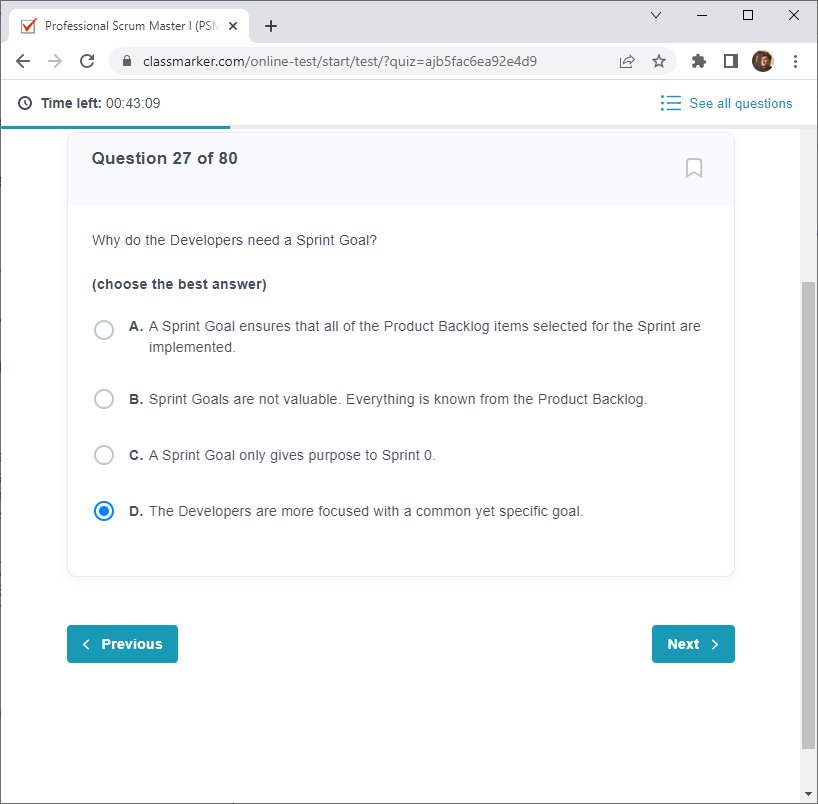 Professional Scrum Master I (PSM
classmarker.com/online-test/start/test/?quiz=ajb5fac6ea92e4d9
Time left: 00:43:09
See all questions
Question 27 of 80
Why do the Developers need a Sprint Goal?
(choose the best answer)
A. A Sprint Goal ensures that all of the Product Backlog items selected for the Sprint are
implemented.
B. Sprint Goals are not valuable. Everything is known from the Product Backlog.
C. A Sprint Goal only gives purpose to Sprint 0.
D. The Developers are more focused with a common yet specific goal.
Previous
Next